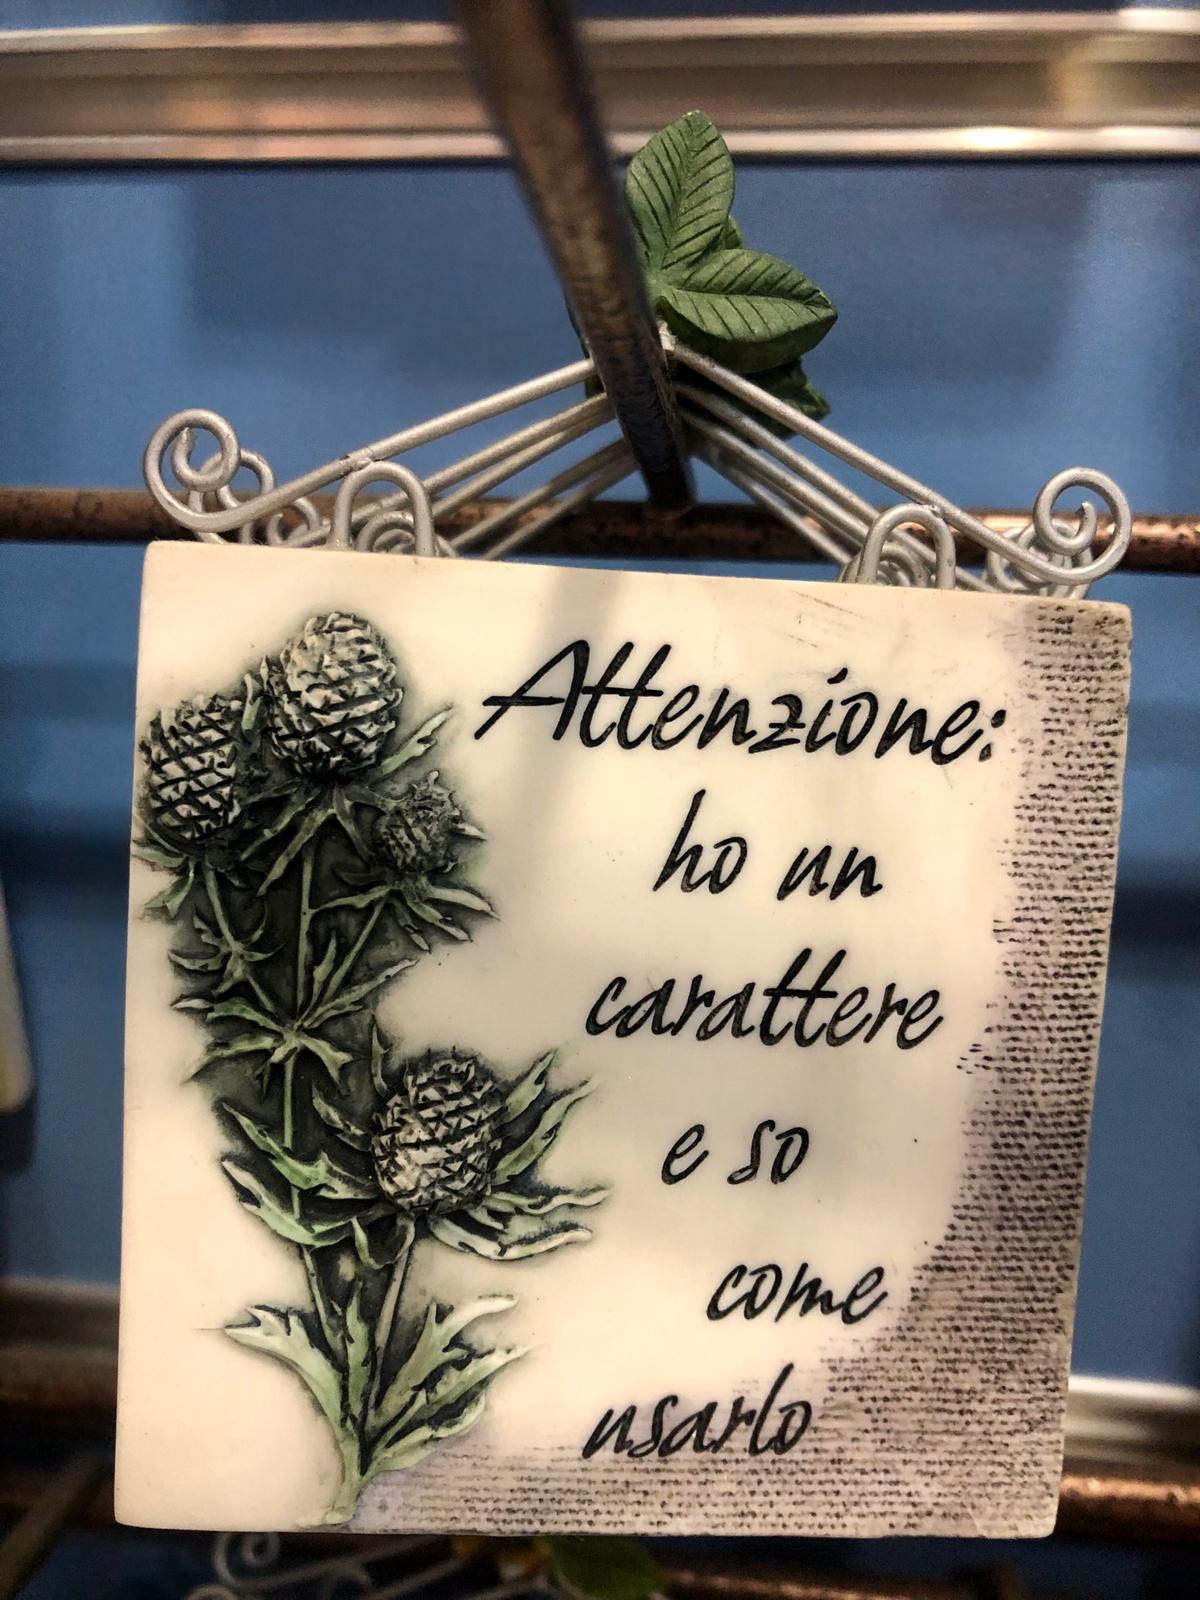 Attenzione:
ho un
carattere
e so
come
usarlo